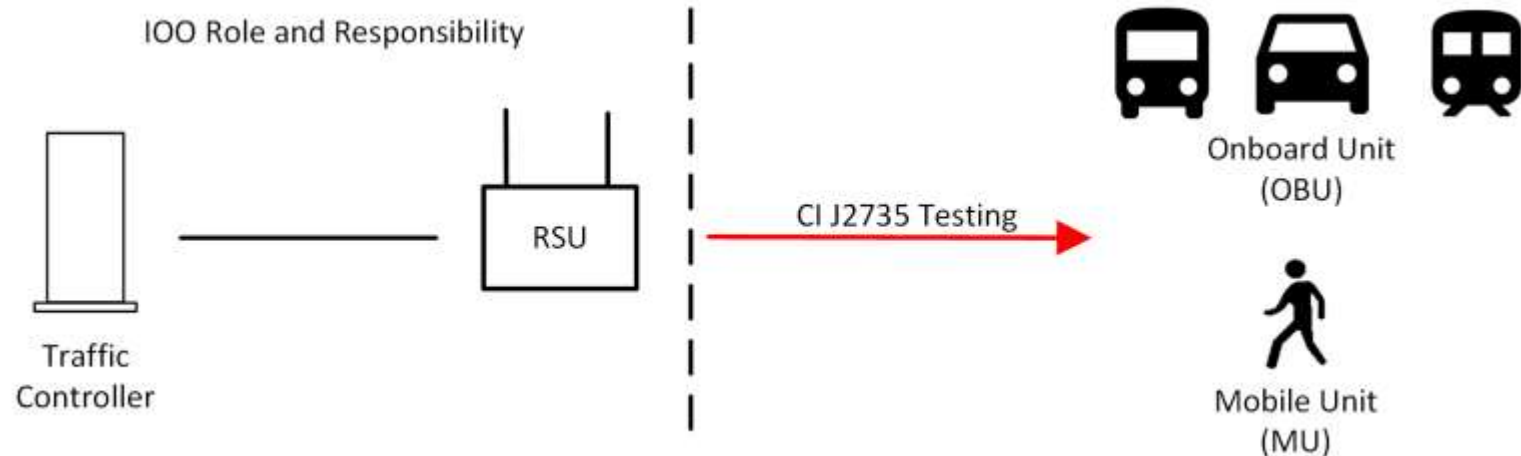 IOO Role and Responsibility
Traffic
Controller
RSU
CI J2735 Testing
Onboard Unit
(OBU)
Mobile Unit
(MU)